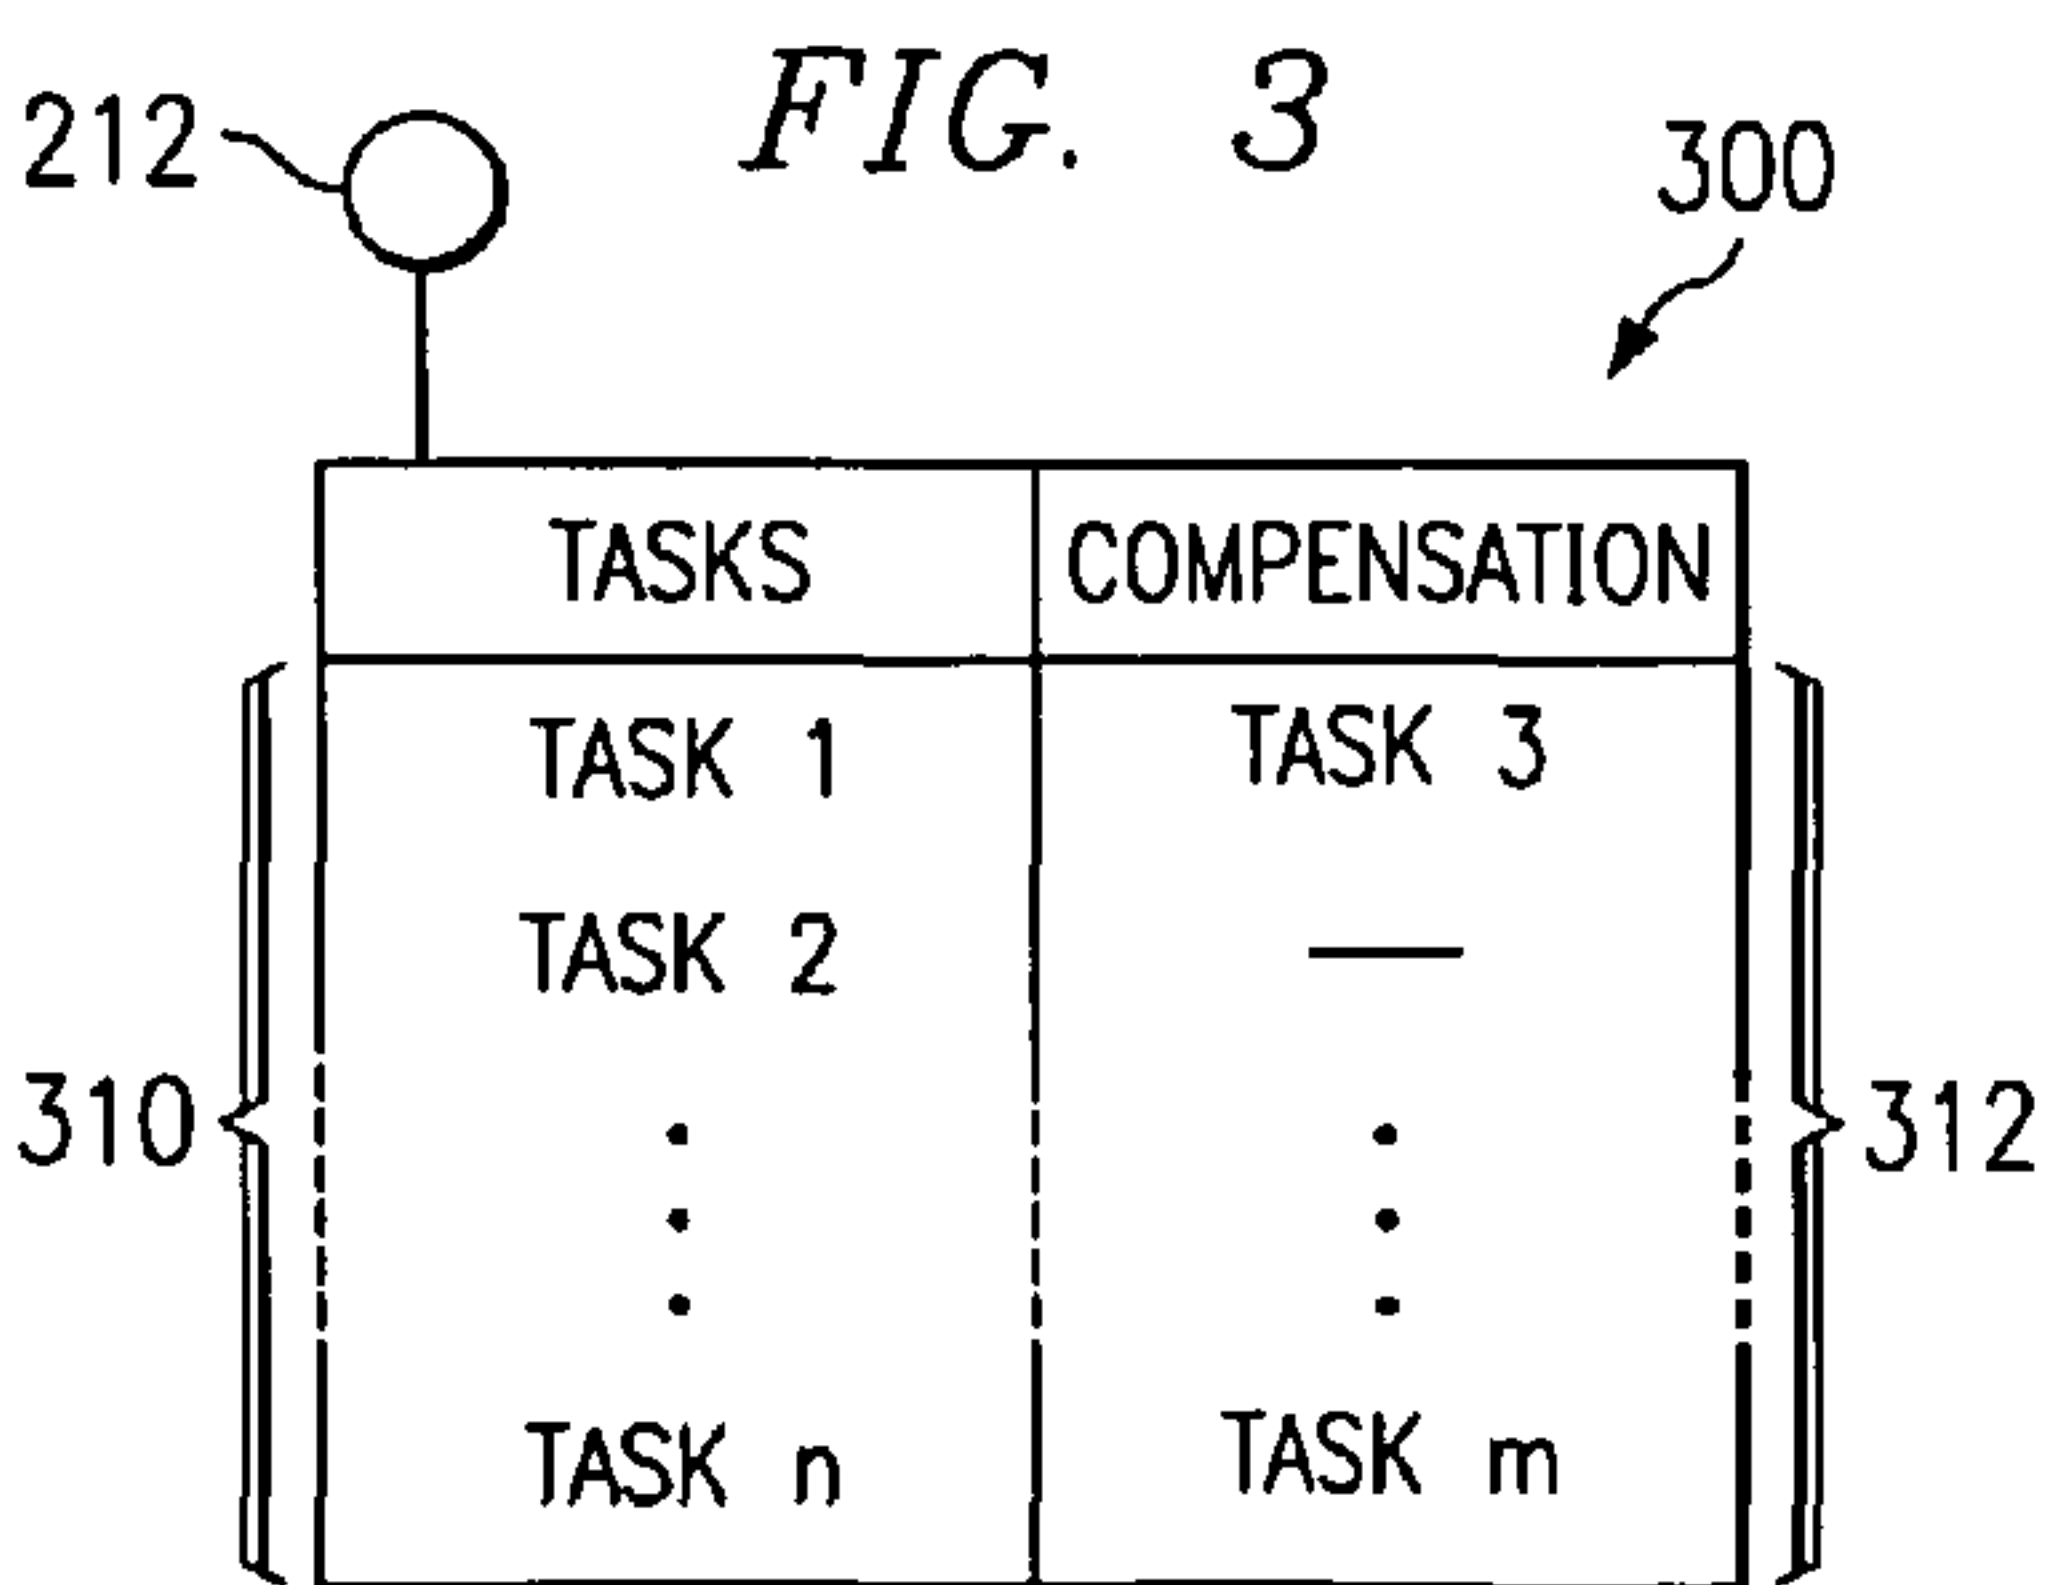 FIG. 3
212
300
TASKS COMPENSATION
TASK 1 TASK 3
TASK 2 —
310 312
TASK n TASK m